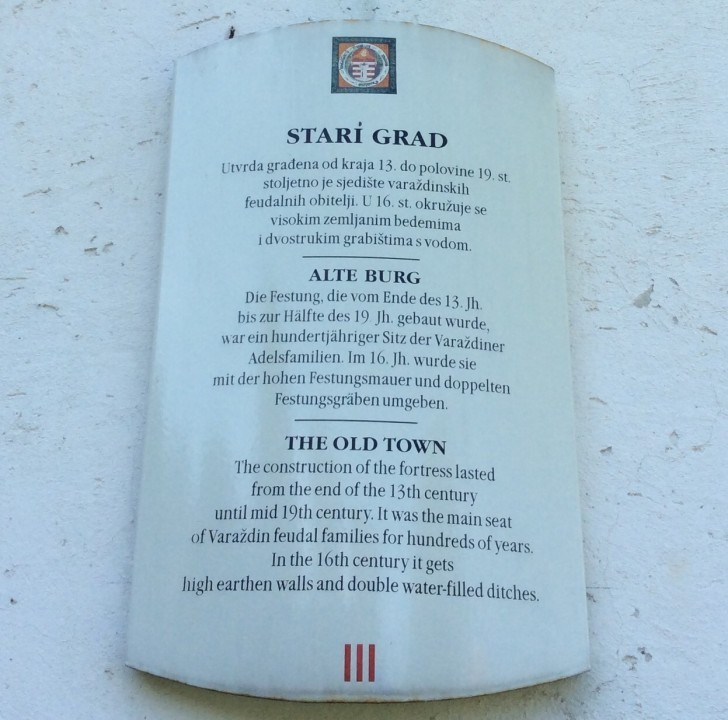 STARI GRAD
Utvrda građena od kraja 13. do polovine 19. st.
stoljetno je sjedište varaždinskih
feudalnih obitelji. U 16. st. okružuje se
visokim zemljanim bedemima
i dvostrukim grabištima s vodom.
ALTE BURG
Die Festung, die vom Ende des 13. Jh.
bis zur Hälfte des 19. Jh. gebaut wurde,
war ein hundertjähriger Sitz der Varaždiner
Adelsfamilien. Im 16. Jh. wurde sie
mit der hohen Festungsmauer und doppelten
Festungsgräben umgeben.
THE OLD TOWN
The construction of the fortress lasted
from the end of the 13th century
until mid 19th century. It was the main seat
of Varaždin feudal families for hundreds of years.
In the 16th century it gets
high earthen walls and double water-filled ditches.
III